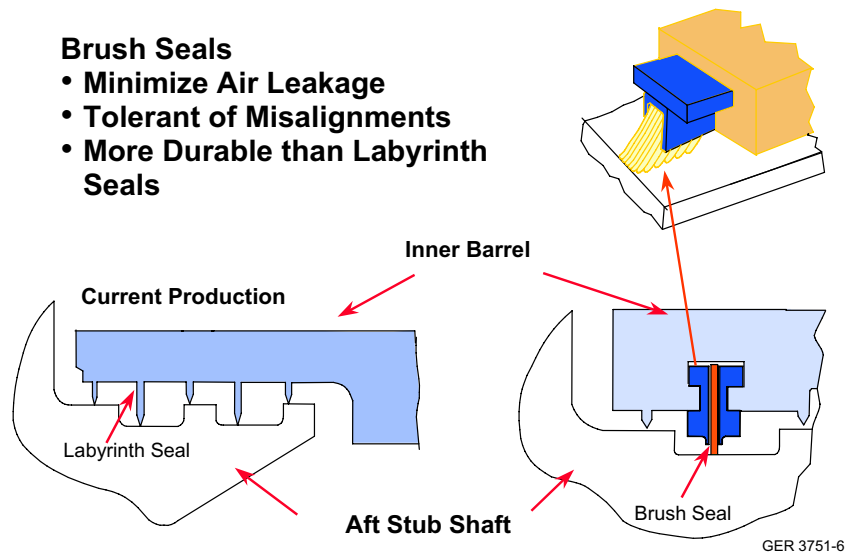 Brush Seals
• Minimize Air Leakage
• Tolerant of Misalignments
• More Durable than Labyrinth
Seals
Inner Barrel
Current Production
Labyrinth Seal
Aft Stub Shaft
Brush Seal
GER 3751-6